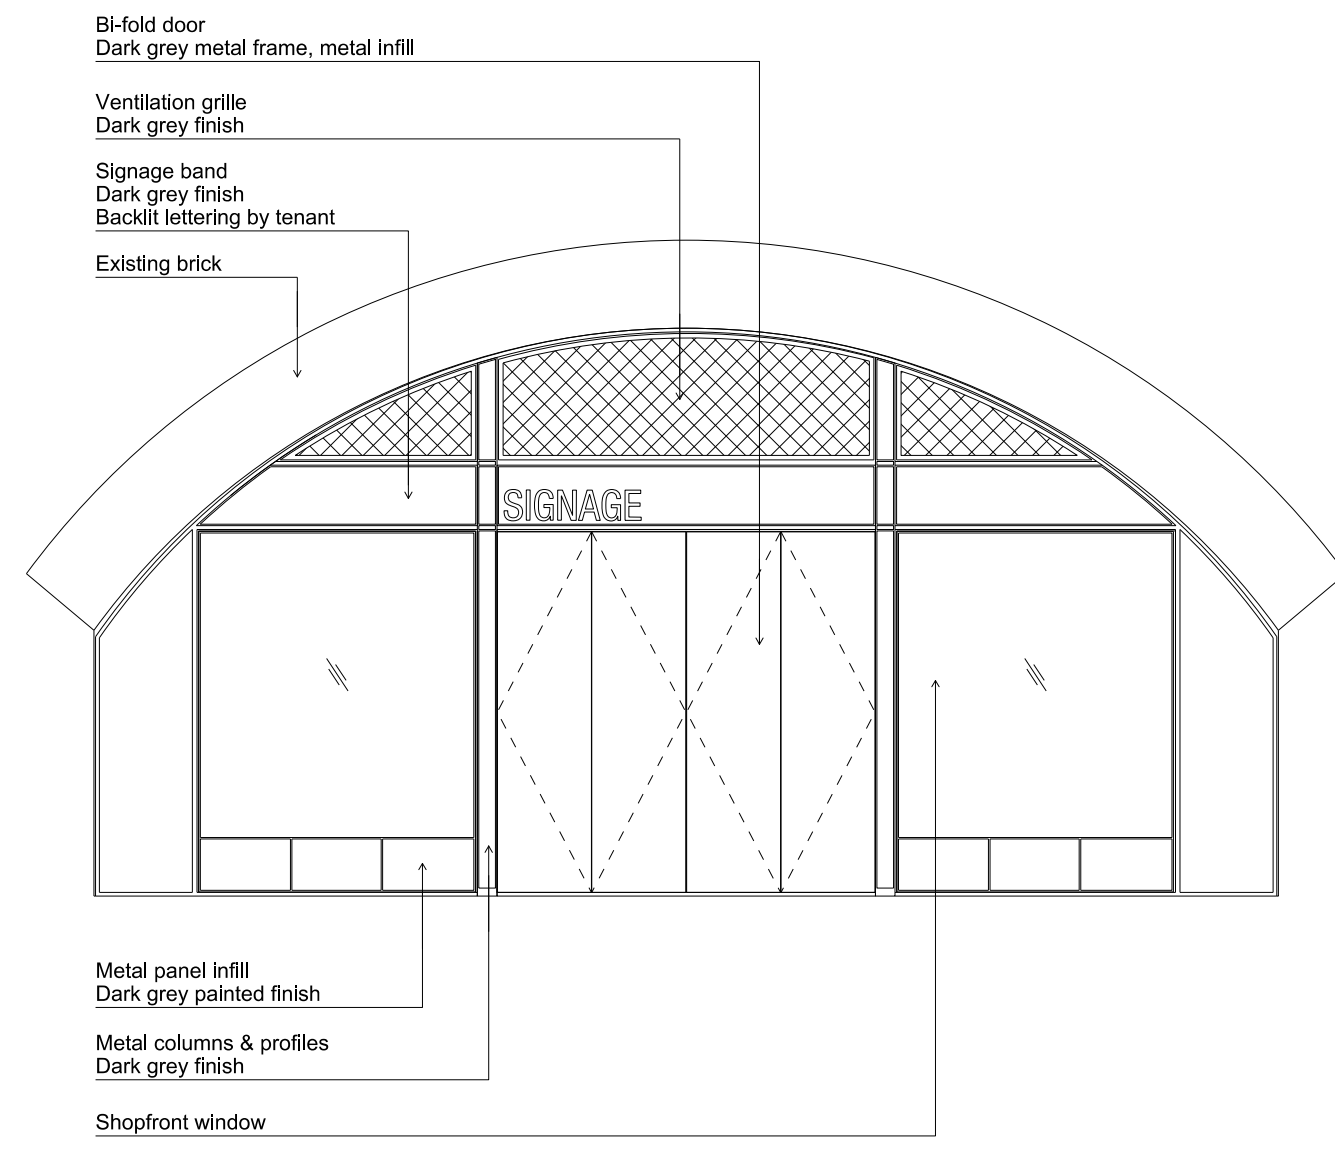 Bi-fold door
Dark grey metal frame, metal infill
Ventilation grille
Dark grey finish
Signage band
Dark grey finish
Backlit lettering by tenant
Existing brick
SIGNAGE
Metal panel infill
Dark grey painted finish
Metal columns & profiles
Dark grey finish
Shopfront window